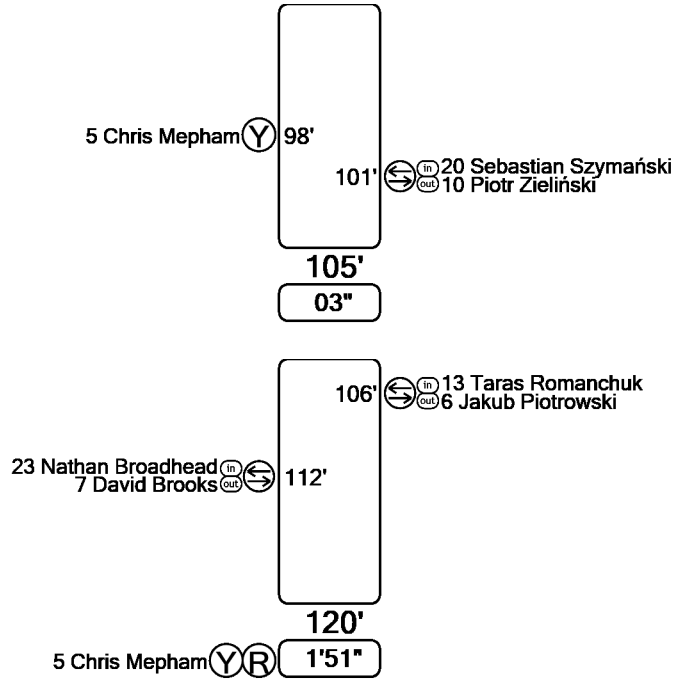 5 Chris Mepham Y 98'
101' in 20 Sebastian Szymański
out 10 Piotr Zieliński
105'
03"
106' in 13 Taras Romanchuk
out 6 Jakub Piotrowski
23 Nathan Broadhead in
7 David Brooks out 112'
120'
5 Chris Mepham Y R 1'51"